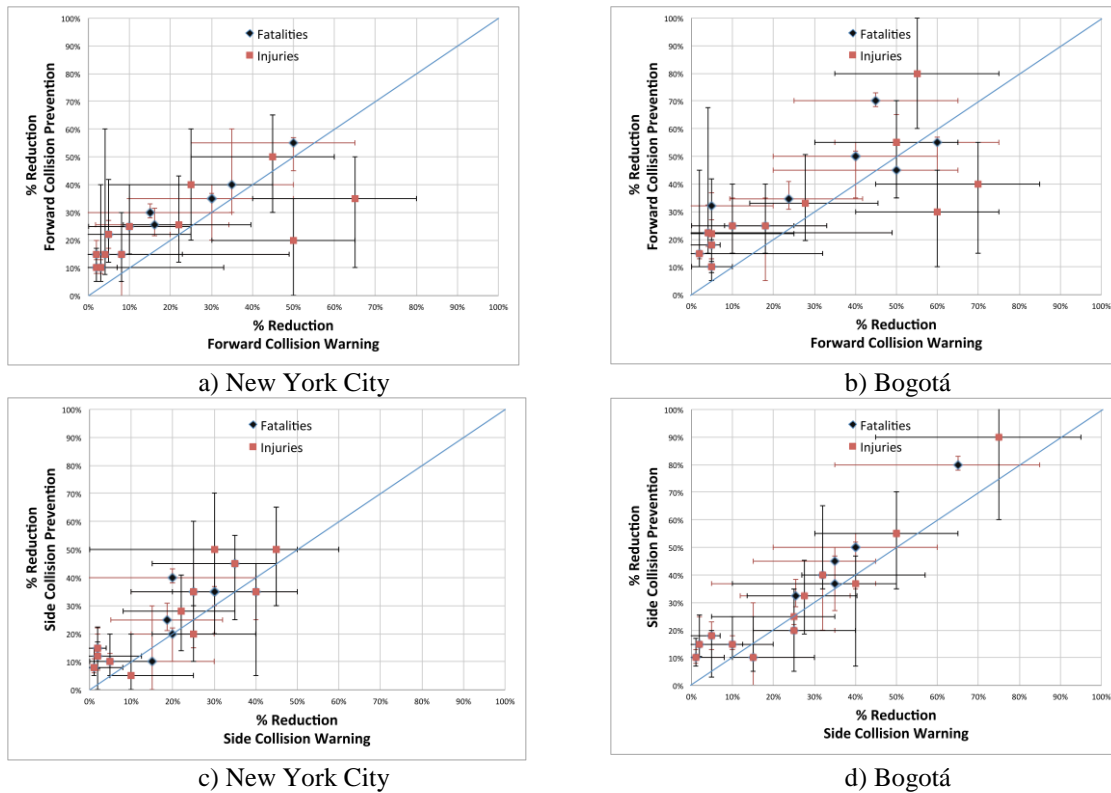 100%
90%
80%
70%
60%
50%
40%
30%
20%
10%
0%
0% 10% 20% 30% 40% 50% 60% 70% 80% 90% 100%
% Reduction
Forward Collision Prevention
Fatalities
Injuries
% Reduction
Forward Collision Warning
a) New York City
100%
90%
80%
70%
60%
50%
40%
30%
20%
10%
0%
0% 10% 20% 30% 40% 50% 60% 70% 80% 90% 100%
% Reduction
Forward Collision Prevention
Fatalities
Injuries
% Reduction
Forward Collision Warning
b) Bogotá
100%
90%
80%
70%
60%
50%
40%
30%
20%
10%
0%
0% 10% 20% 30% 40% 50% 60% 70% 80% 90% 100%
% Reduction
Side Collision Prevention
Fatalities
Injuries
% Reduction
Side Collision Warning
c) New York City
100%
90%
80%
70%
60%
50%
40%
30%
20%
10%
0%
0% 10% 20% 30% 40% 50% 60% 70% 80% 90% 100%
% Reduction
Side Collision Prevention
Fatalities
Injuries
% Reduction
Side Collision Warning
d) Bogotá